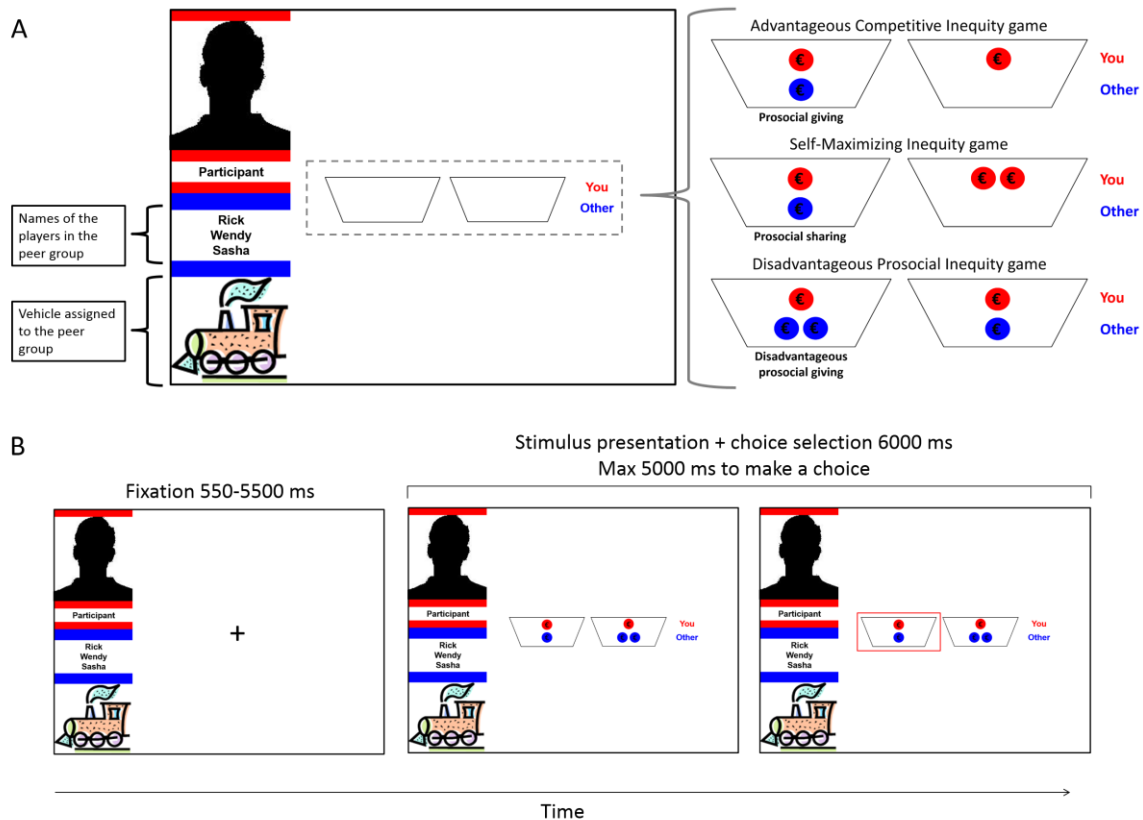 A
Participant
Rick
Wendy
Sasha
Names of the
players in the
peer group
Vehicle assigned
to the peer
group
You
Other
Advantageous Competitive Inequity game
€
€
€
You
Other
Prosocial giving
Self-Maximizing Inequity game
€
€ €
€
You
Other
Prosocial sharing
Disadvantageous Prosocial Inequity game
€
€
€ €
€
You
Other
Disadvantageous
prosocial giving
B
Fixation 550-5500 ms
Stimulus presentation + choice selection 6000 ms
Max 5000 ms to make a choice
Participant
Rick
Wendy
Sasha
+
Participant
Rick
Wendy
Sasha
€ € You
€ € € Other
Participant
Rick
Wendy
Sasha
€ € You
€ € € Other
Time